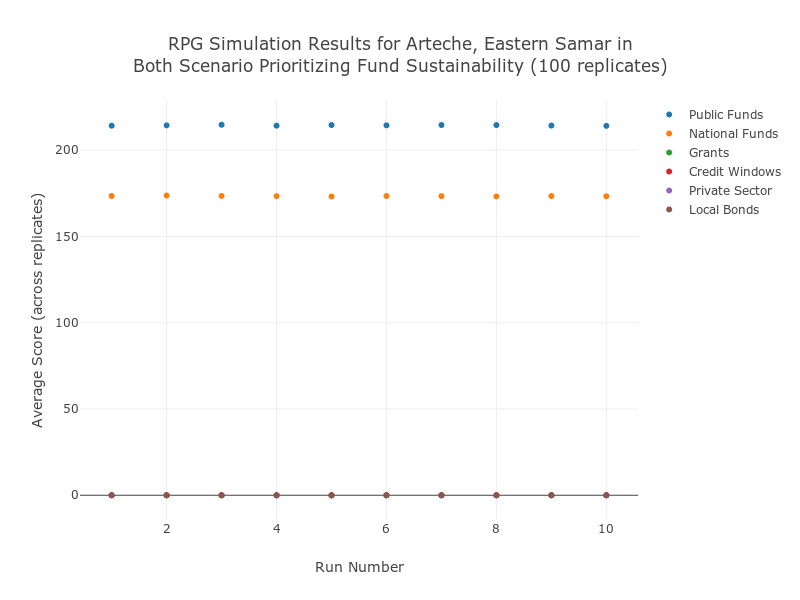 RPG Simulation Results for Arteche, Eastern Samar in
Both Scenario Prioritizing Fund Sustainability (100 replicates)
Public Funds
National Funds
Grants
Credit Windows
Private Sector
Local Bonds
Average Score (across replicates)
200
150
100
50
0
2
4
6
8
10
Run Number